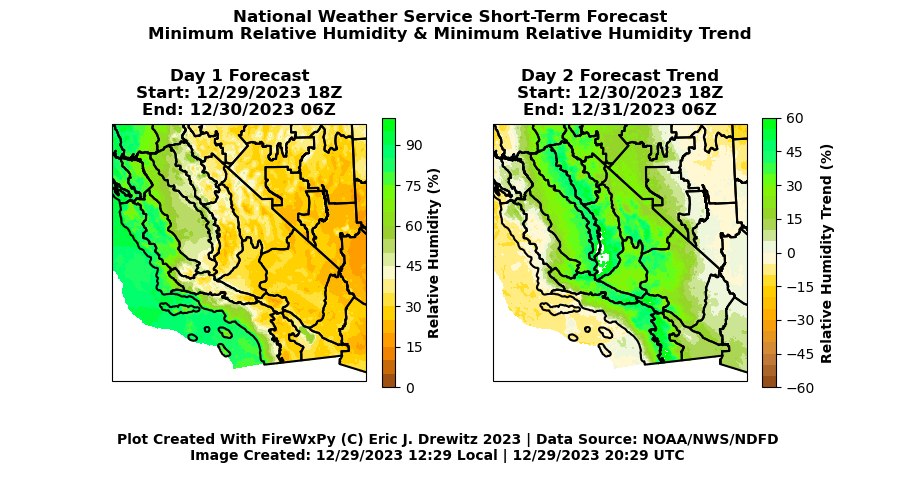 National Weather Service Short-Term Forecast
Minimum Relative Humidity & Minimum Relative Humidity Trend
Day 1 Forecast
Start: 12/29/2023 18Z
End: 12/30/2023 06Z
90
75
60
45
30
15
0
Relative Humidity (%)
Day 2 Forecast Trend
Start: 12/30/2023 18Z
End: 12/31/2023 06Z
60
45
30
15
0
−15
−30
−45
−60
Relative Humidity Trend (%)
Plot Created With FireWxPy (C) Eric J. Drewitz 2023 | Data Source: NOAA/NWS/NDFD
Image Created: 12/29/2023 12:29 Local | 12/29/2023 20:29 UTC